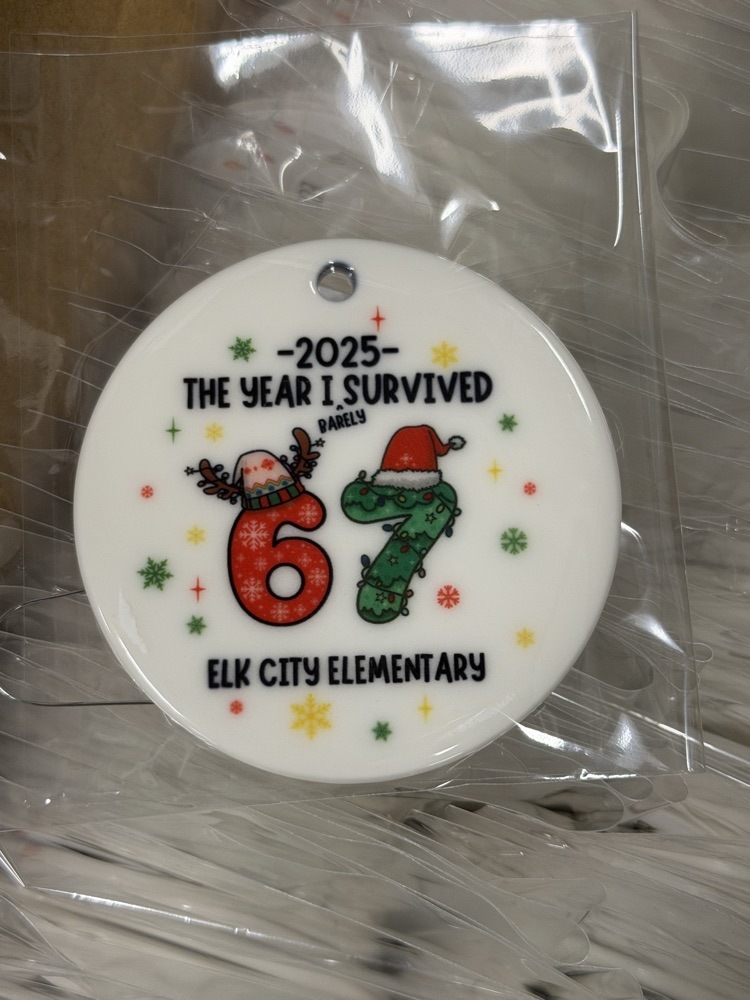 -2025-
THE YEAR I ^ SURVIVED
BARELY
67
ELK CITY ELEMENTARY